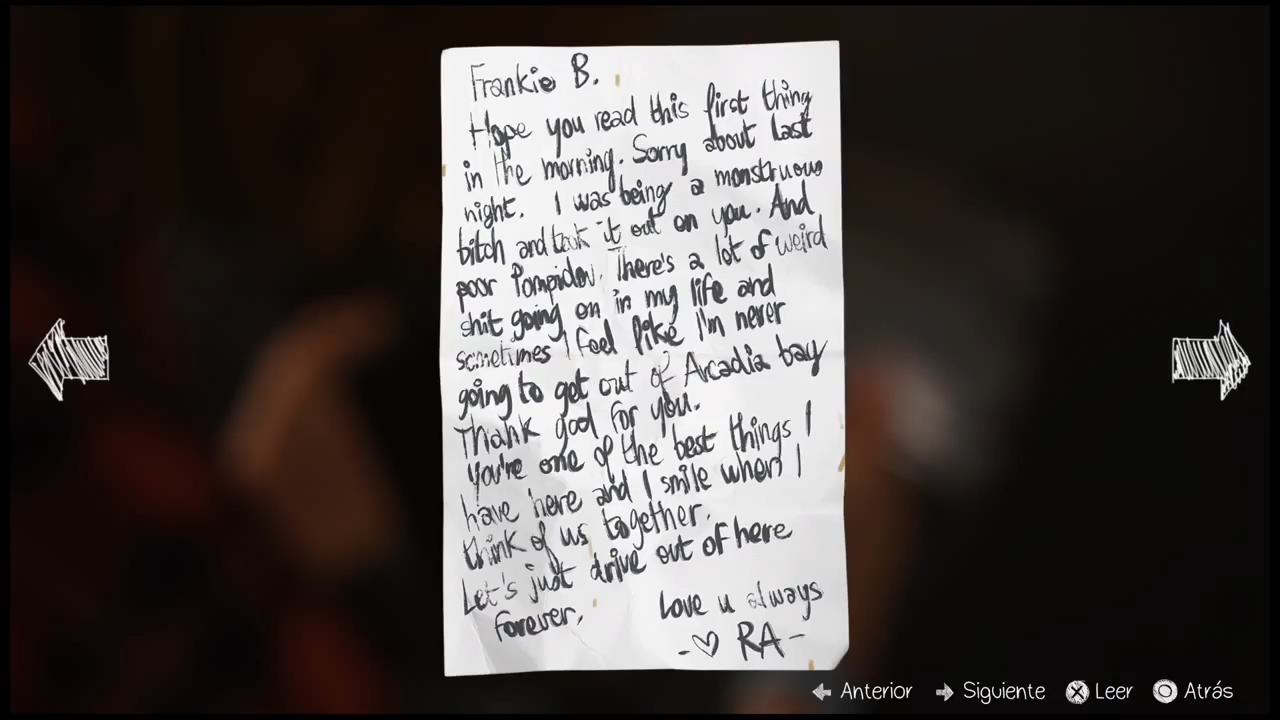 Frankie B.
Hope you read this first thing
in the morning. Sorry about last
night. I was being a monstruous
bitch and took it out on you. And
poor Pompidou. There's a lot of weird
shit going on in my life and
sometimes I feel like I'm never
going to get out of Arcadia bay
Thank god for you.
You're one of the best things I
have here and I smile when I
think of us together.
Let's just drive out of here
forever.
Love u always
-♡ RA-
Anterior Siguiente Leer Atrás